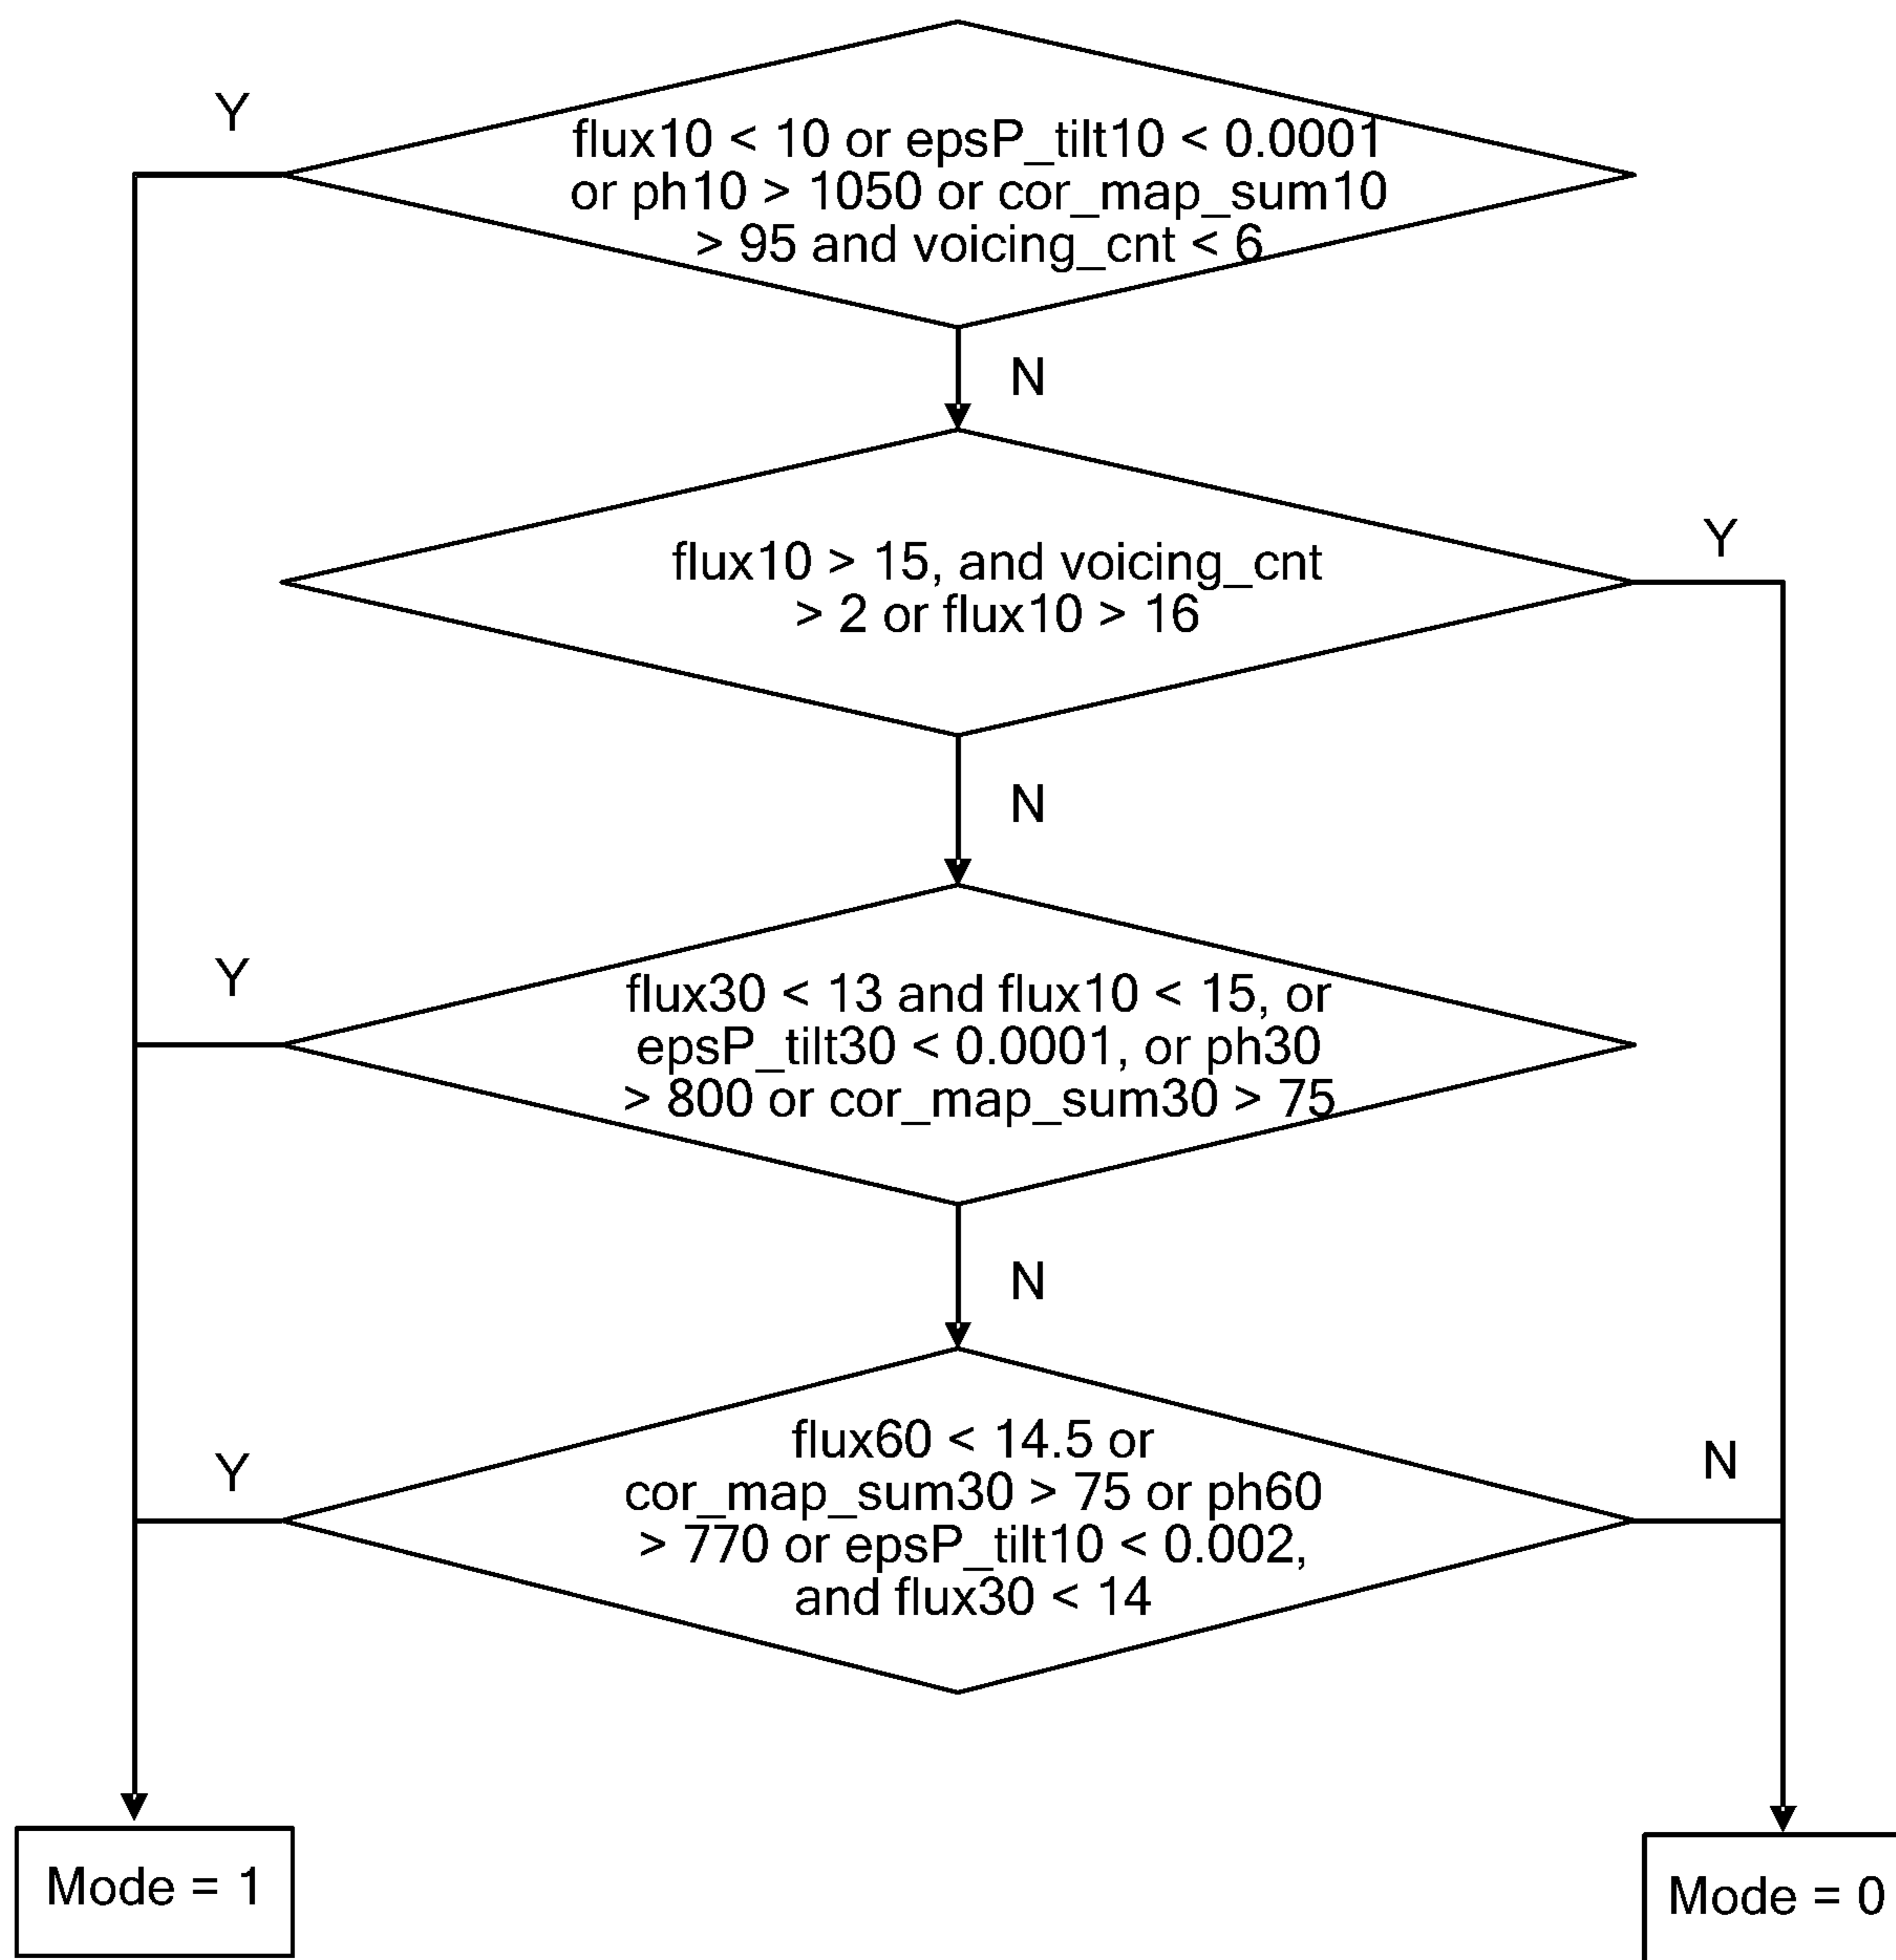 Y
flux10 < 10 or epsP_tilt10 < 0.0001
or ph10 > 1050 or cor_map_sum10
> 95 and voicing_cnt < 6
N
Y
flux10 > 15, and voicing_cnt
> 2 or flux10 > 16
N
Y
flux30 < 13 and flux10 < 15, or
epsP_tilt30 < 0.0001, or ph30
> 800 or cor_map_sum30 > 75
N
Y
flux60 < 14.5 or
cor_map_sum30 > 75 or ph60
> 770 or epsP_tilt10 < 0.002,
and flux30 < 14
N
Mode = 1
Mode = 0